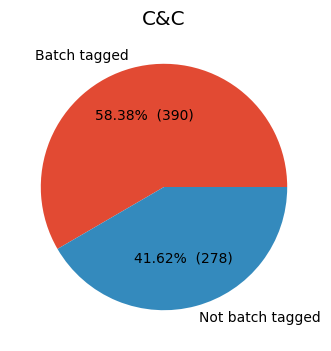 C&C
Batch tagged
58.38%  (390)
41.62%  (278)
Not batch tagged